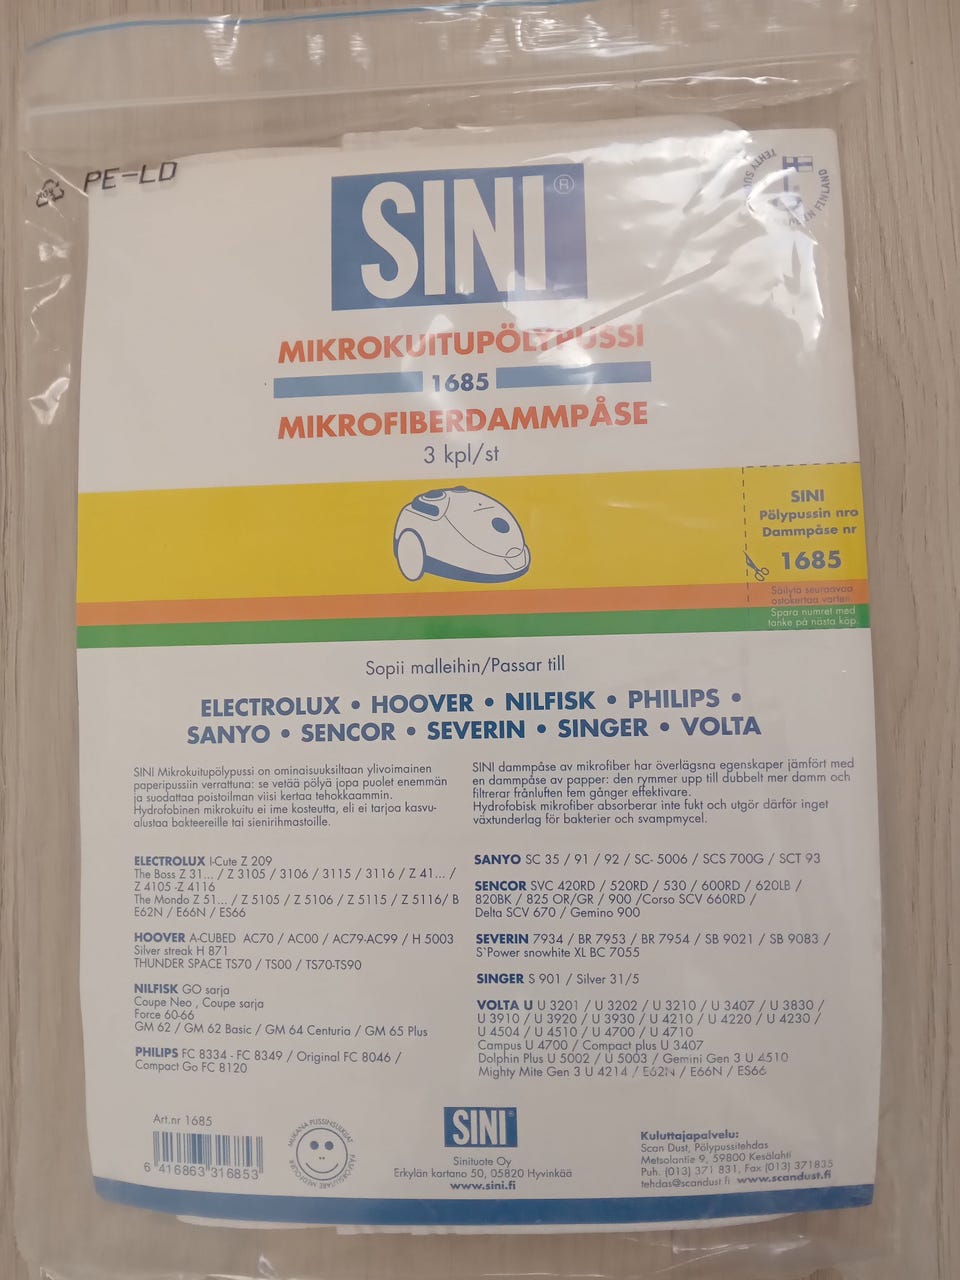 PE-LD
SINI®
MIKROKUITUPÖLYPUSSI
1685
MIKROFIBERDAMMPÅSE
3 kpl/st
SINI
Pölypussin nro
Dammpåse nr
1685
Säilytä seuraavaa
ostokertaa varten.
Spara numret med
tanke på nästa köp.
Sopii malleihin/Passar till
ELECTROLUX • HOOVER • NILFISK • PHILIPS •
SANYO • SENCOR • SEVERIN • SINGER • VOLTA
SINI Mikrokuitupölypussi on ominaisuuksiltaan ylivoimainen
paperipussiin verrattuna: se vetää pölyä jopa puolet enemmän
ja suodattaa poistoilman viisi kertaa tehokkaammin.
Hydrofobinen mikrokuitu ei ime kosteutta, eli ei tarjoa kasvu-
alustaa bakteereille tai sienirihmastoille.
SINI dammpåse av mikrofiber har överlägsna egenskaper jämfört med
en dammpåse av papper: den rymmer upp till dubbelt mer damm och
filtrerar frånluften fem gånger effektivare.
Hydrofobisk mikrofiber absorberar inte fukt och utgör därför inget
växtunderlag för bakterier och svampmycel.
ELECTROLUX I-Cute Z 209
The Boss Z 31... / Z 3105 / 3106 / 3115 / 3116 / Z 41... /
Z 4105 -Z 4116
The Mondo Z 51... / Z 5105 / Z 5106 / Z 5115 / Z 5116/ B
E62N / E66N / ES66
HOOVER A-CUBED AC70 / AC00 / AC79-AC99 / H 5003
Silver streak H 871
THUNDER SPACE TS70 / TS00 / TS70-TS90
NILFISK GO sarja
Coupe Neo , Coupe sarja
Force 60-66
GM 62 / GM 62 Basic / GM 64 Centuria / GM 65 Plus
PHILIPS FC 8334 - FC 8349 / Original FC 8046 /
Compact Go FC 8120
SANYO SC 35 / 91 / 92 / SC- 5006 / SCS 700G / SCT 93
SENCOR SVC 420RD / 520RD / 530 / 600RD / 620LB /
820BK / 825 OR/GR / 900 /Corso SCV 660RD /
Delta SCV 670 / Gemino 900
SEVERIN 7934 / BR 7953 / BR 7954 / SB 9021 / SB 9083 /
S`Power snowhite XL BC 7055
SINGER S 901 / Silver 31/5
VOLTA U U 3201 / U 3202 / U 3210 / U 3407 / U 3830 /
U 3910 / U 3920 / U 3930 / U 4210 / U 4220 / U 4230 /
U 4504 / U 4510 / U 4700 / U 4710
Campus U 4700 / Compact plus U 3407
Dolphin Plus U 5002 / U 5003 / Gemini Gen 3 U 4510
Mighty Mite Gen 3 U 4214 / E62N / E66N / ES66
Art.nr 1685
6 416863 316853
MUKANA PUSSINSULKIJAT
PÅSFÖRSLUTARE MEDFÖLJER
SINI®
Sinituote Oy
Erkylän kartano 50, 05820 Hyvinkää
www.sini.fi
Kuluttajapalvelu:
Scan Dust, Pölypussitehdas
Metsolantie 9, 59800 Kesälahti
Puh. (013) 371 831, Fax (013) 371835
tehdas@scandust.fi www.scandust.fi